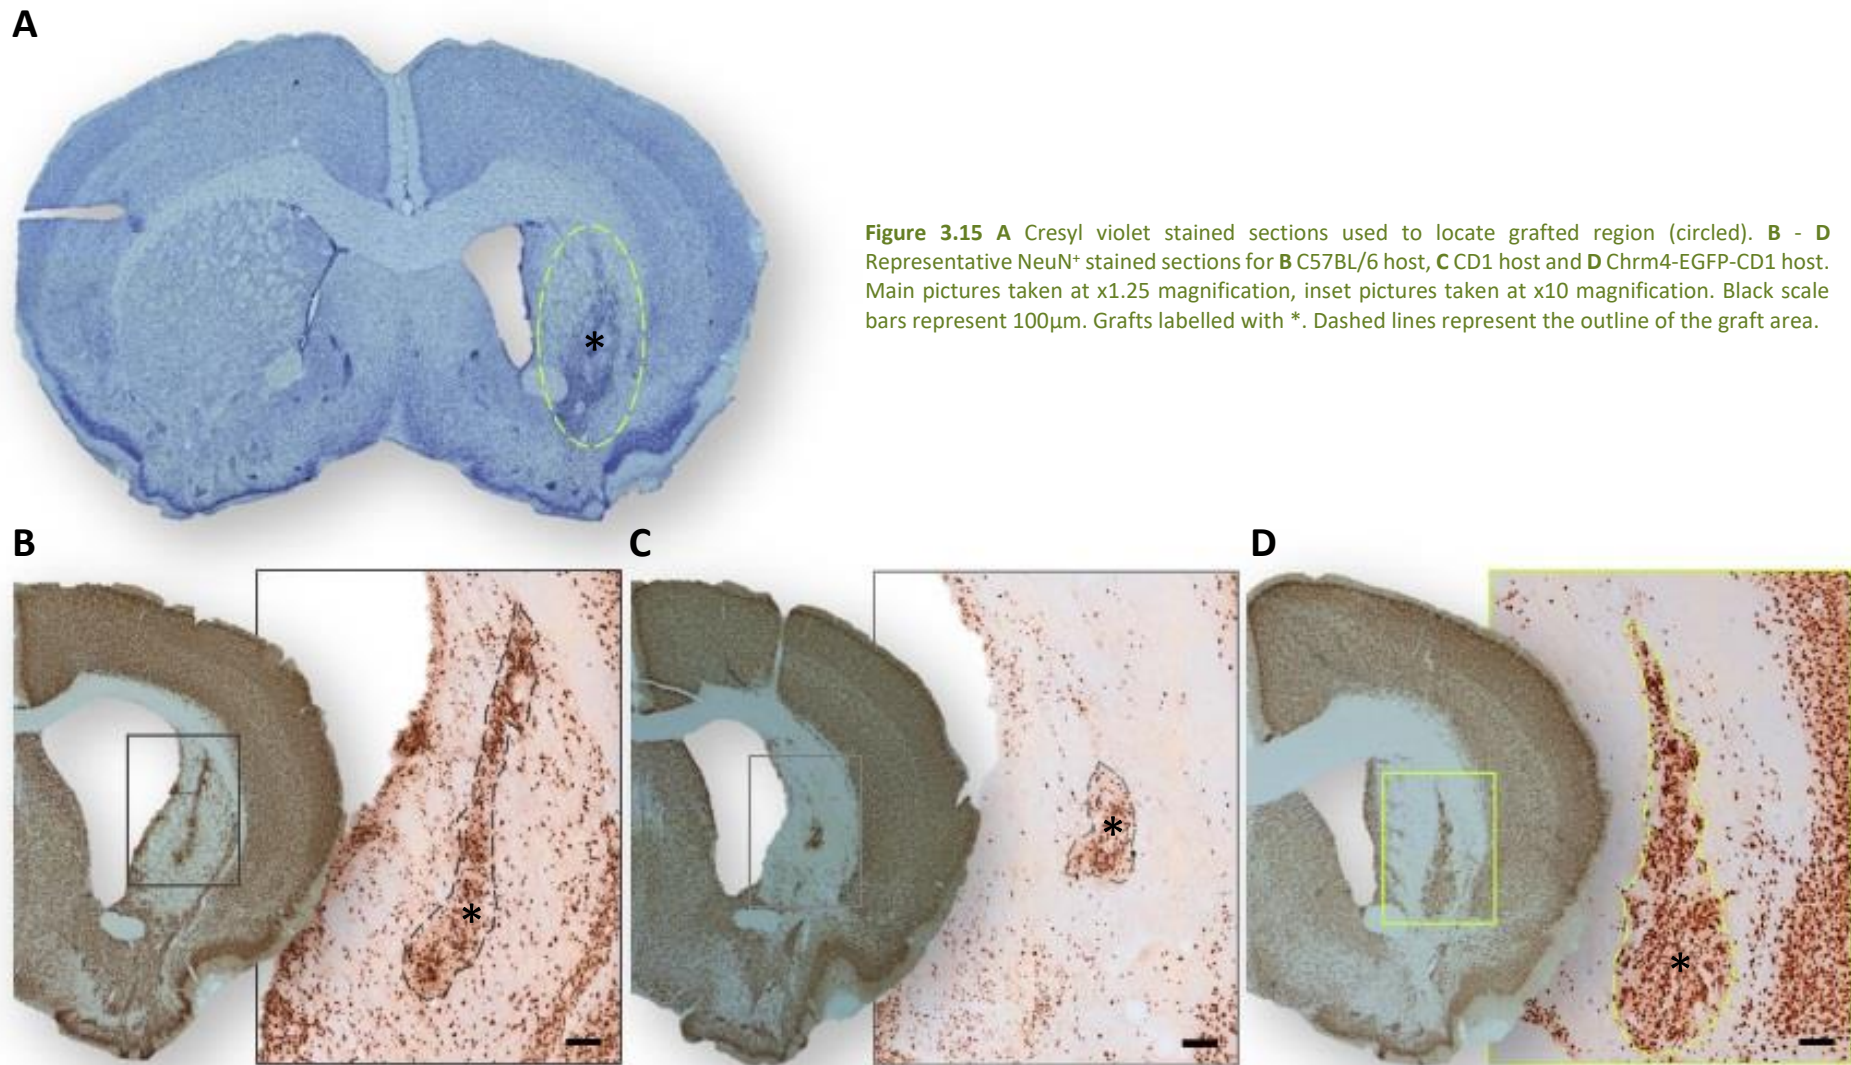 A
*
Figure 3.15 A Cresyl violet stained sections used to locate grafted region (circled). B - D
Representative NeuN⁺ stained sections for B C57BL/6 host, C CD1 host and D Chrm4-EGFP-CD1 host.
Main pictures taken at x1.25 magnification, inset pictures taken at x10 magnification. Black scale
bars represent 100µm. Grafts labelled with *. Dashed lines represent the outline of the graft area.
B
*
C
*
D
*